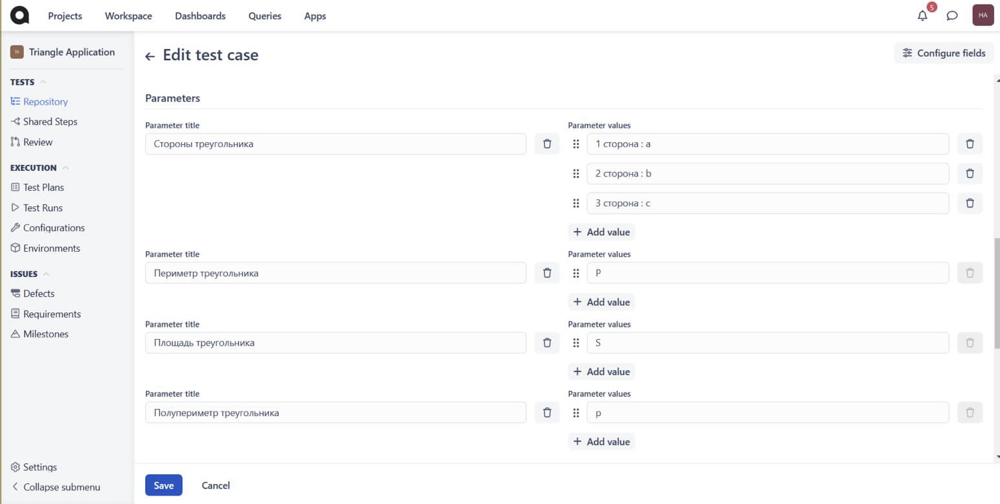 Projects Workspace Dashboards Queries Apps 5 HA
Triangle Application
TESTS
Repository
Shared Steps
Review
EXECUTION
Test Plans
Test Runs
Configurations
Environments
ISSUES
Defects
Requirements
Milestones
Settings
Collapse submenu
Edit test case
Configure fields
Parameters
Parameter title
Parameter values
Стороны треугольника
1 сторона : a
2 сторона : b
3 сторона : c
+ Add value
Parameter title
Parameter values
Периметр треугольника
P
+ Add value
Parameter title
Parameter values
Площадь треугольника
S
+ Add value
Parameter title
Parameter values
Полупериметр треугольника
p
+ Add value
Save
Cancel